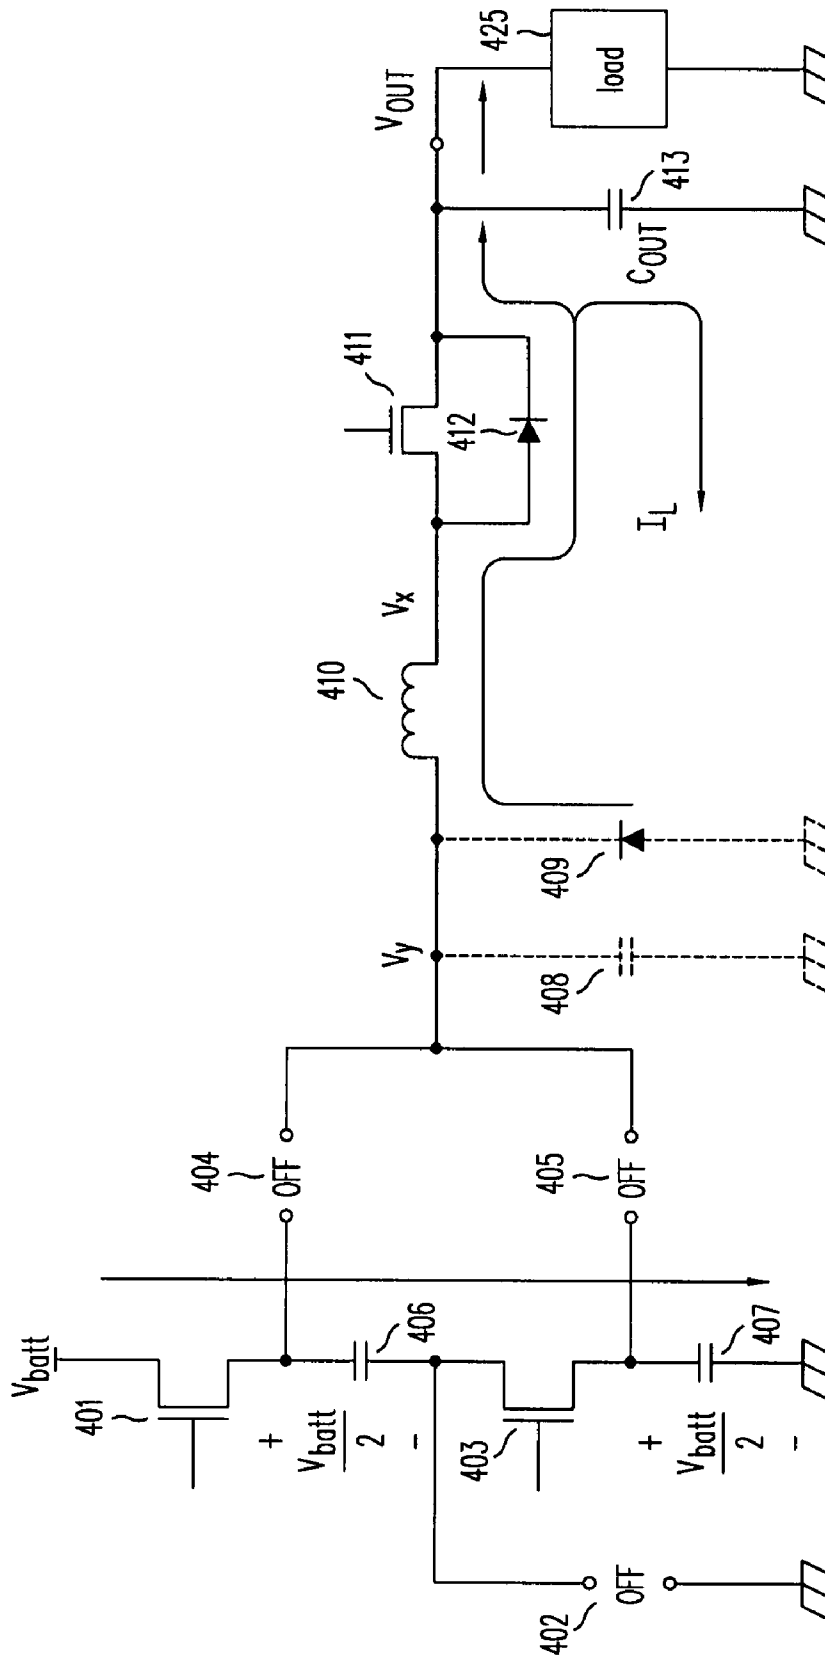 V_batt
401
+
V_batt
2
-
406
403
+
V_batt
2
-
407
402
OFF
404
OFF
405
OFF
V_y
408
409
410
V_x
411
412
I_L
V_OUT
C_OUT
413
425
load